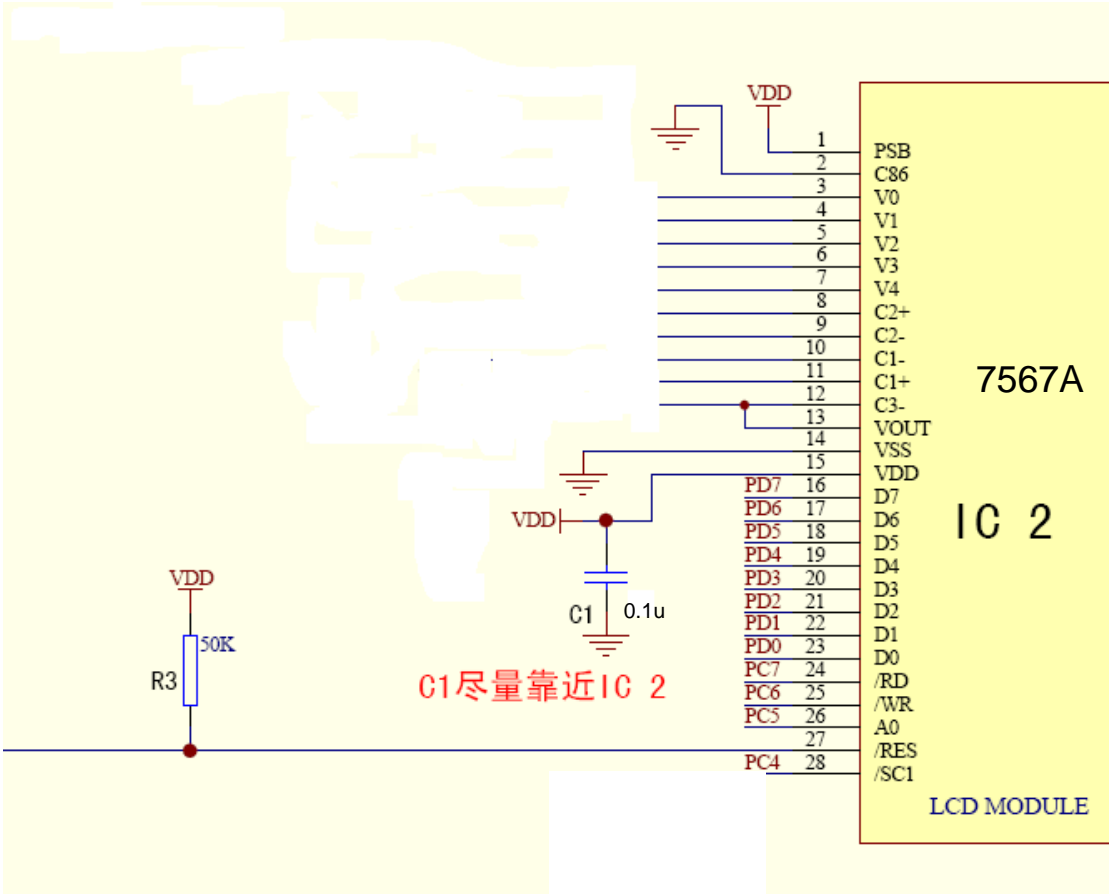 VDD
1 PSB
2 C86
3 V0
4 V1
5 V2
6 V3
7 V4
8 C2+
9 C2-
10 C1-
11 C1+
12 C3-
13 VOUT
14 VSS
15 VDD
PD7 16 D7
PD6 17 D6
PD5 18 D5
PD4 19 D4
PD3 20 D3
PD2 21 D2
PD1 22 D1
PD0 23 D0
PC7 24 /RD
PC6 25 /WR
PC5 26 A0
27 /RES
PC4 28 /SC1
7567A
IC 2
LCD MODULE
VDD
C1 0.1u
C1尽量靠近IC 2
VDD
50K
R3